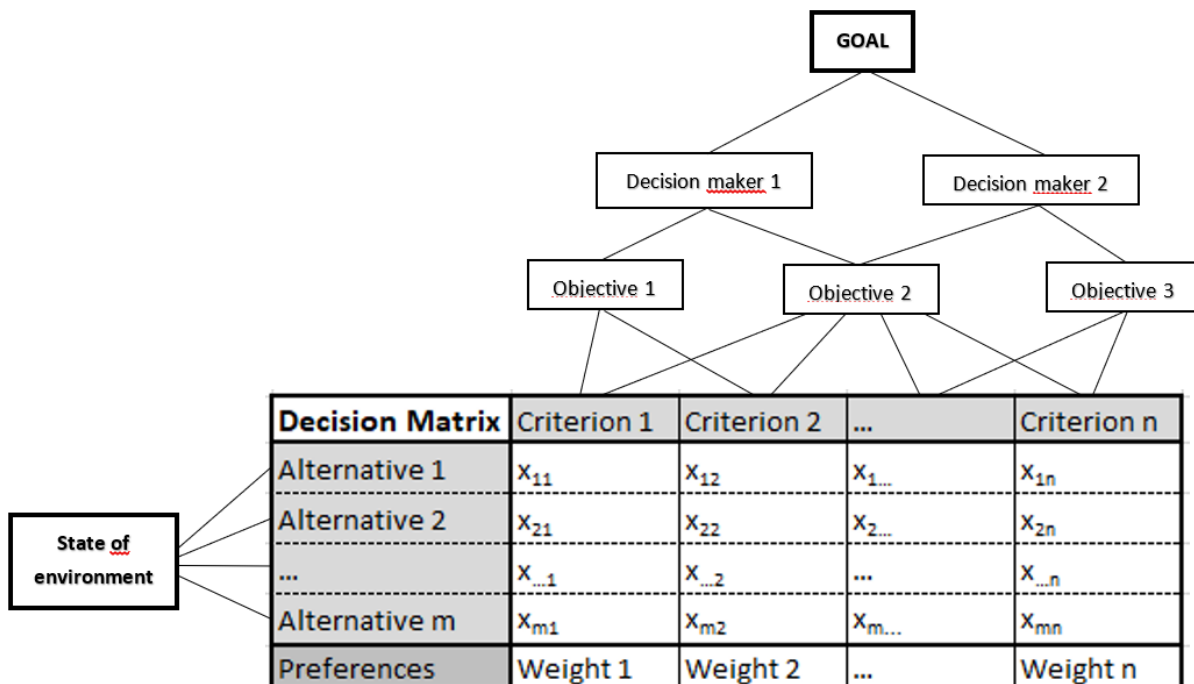 GOAL
Decision maker 1
Decision maker 2
Objective 1
Objective 2
Objective 3
Decision Matrix Criterion 1 Criterion 2 ... Criterion n
Alternative 1 x11 x12 x1... x1n
Alternative 2 x21 x22 x2... x2n
... x...1 x...2 ... x...n
Alternative m xm1 xm2 xm... xmn
Preferences Weight 1 Weight 2 ... Weight n
State of
environment